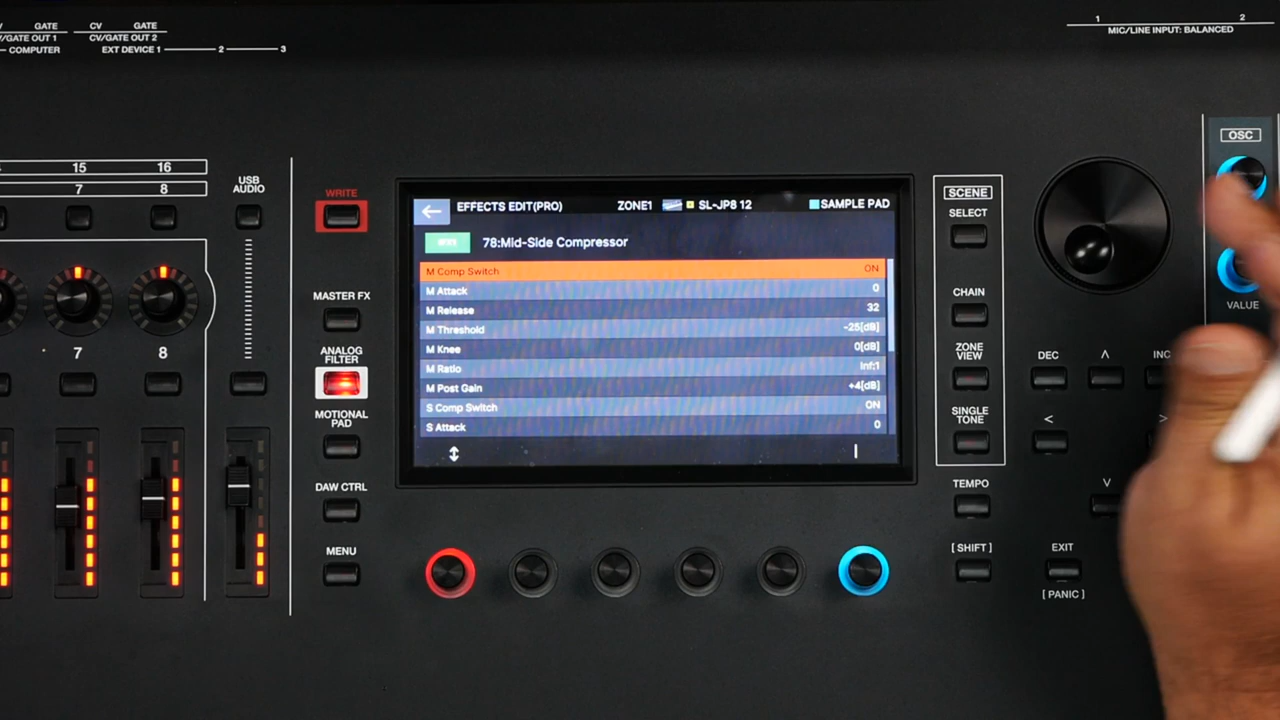 GATE CV GATE
/GATE OUT 1 CV/GATE OUT 2
COMPUTER EXT DEVICE 1 2 3
1 2
MIC/LINE INPUT: BALANCED
15 16
7 8
USB
AUDIO
7 8
WRITE
MASTER FX
ANALOG
FILTER
MOTIONAL
PAD
DAW CTRL
MENU
EFFECTS EDIT(PRO) ZONE1 SL-JP8 12 SAMPLE PAD
78:Mid-Side Compressor
M Comp Switch ON
M Attack 0
M Release 32
M Threshold -25[dB]
M Knee 0[dB]
M Ratio Inf:1
M Post Gain +4[dB]
S Comp Switch ON
S Attack 0
SCENE
SELECT
CHAIN
ZONE
VIEW
SINGLE
TONE
TEMPO
[ SHIFT ]
DEC INC
EXIT
[ PANIC ]
OSC
VALUE